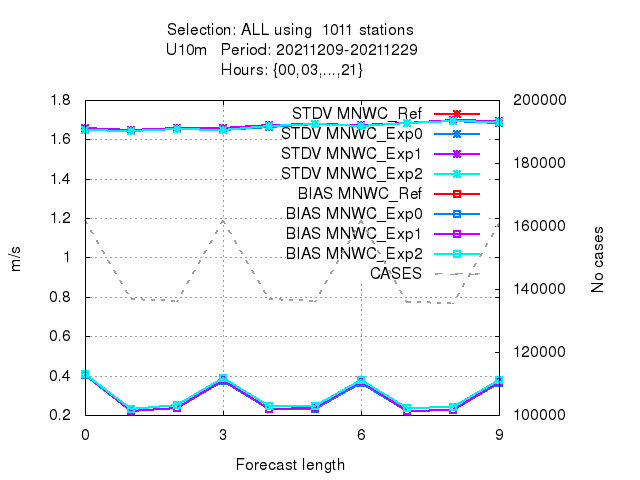 Selection: ALL using  1011 stations
U10m   Period: 20211209-20211229
Hours: {00,03,...,21}
1.8
1.6
1.4
1.2
1
0.8
0.6
0.4
0.2
m/s
STDV MNWC_Ref
STDV MNWC_Exp0
STDV MNWC_Exp1
STDV MNWC_Exp2
BIAS MNWC_Ref
BIAS MNWC_Exp0
BIAS MNWC_Exp1
BIAS MNWC_Exp2
CASES
200000
180000
160000
140000
120000
100000
No cases
0 3 6 9
Forecast length